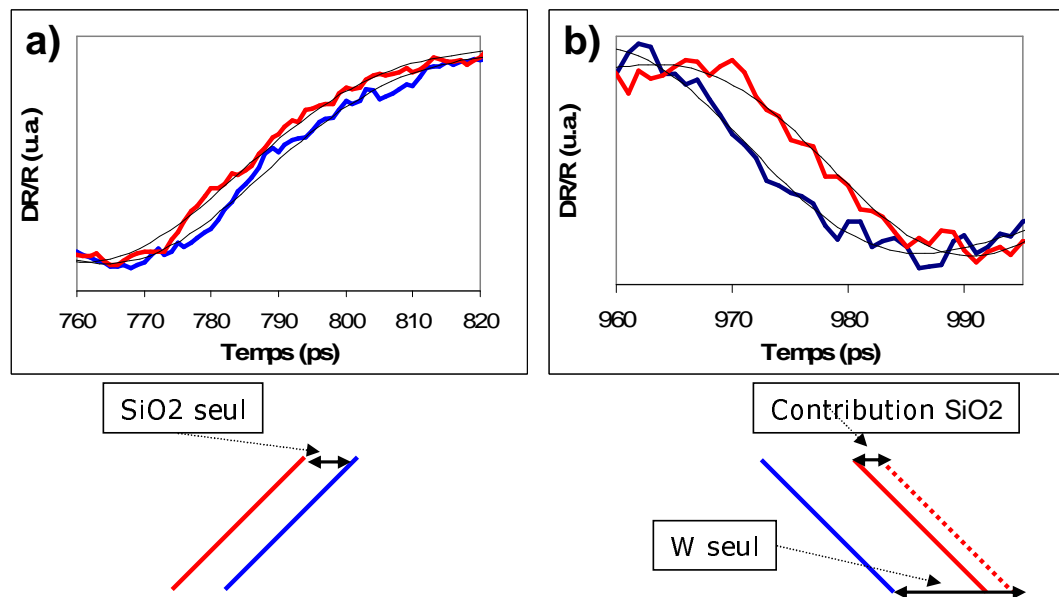 a)
DR/R (u.a.)
760 770 780 790 800 810 820
Temps (ps)
b)
DR/R (u.a.)
960 970 980 990
Temps (ps)
SiO2 seul
Contribution SiO2
W seul